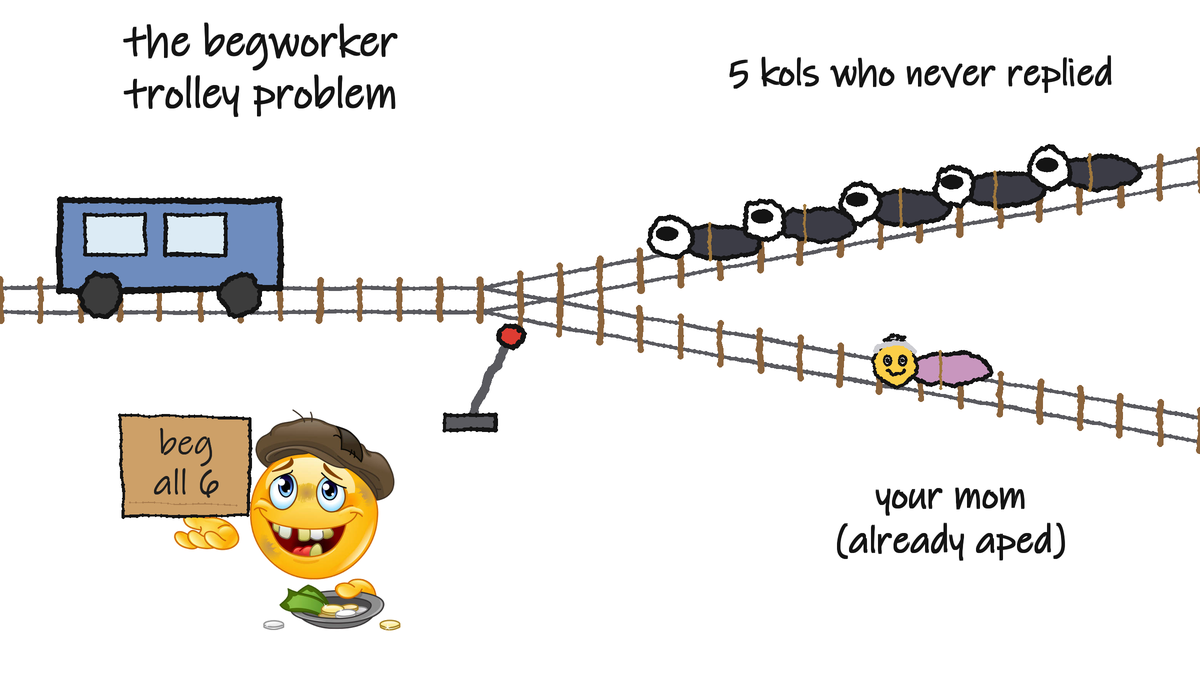 the begworker
trolley problem
5 kols who never replied
beg
all 6
your mom
(already aped)